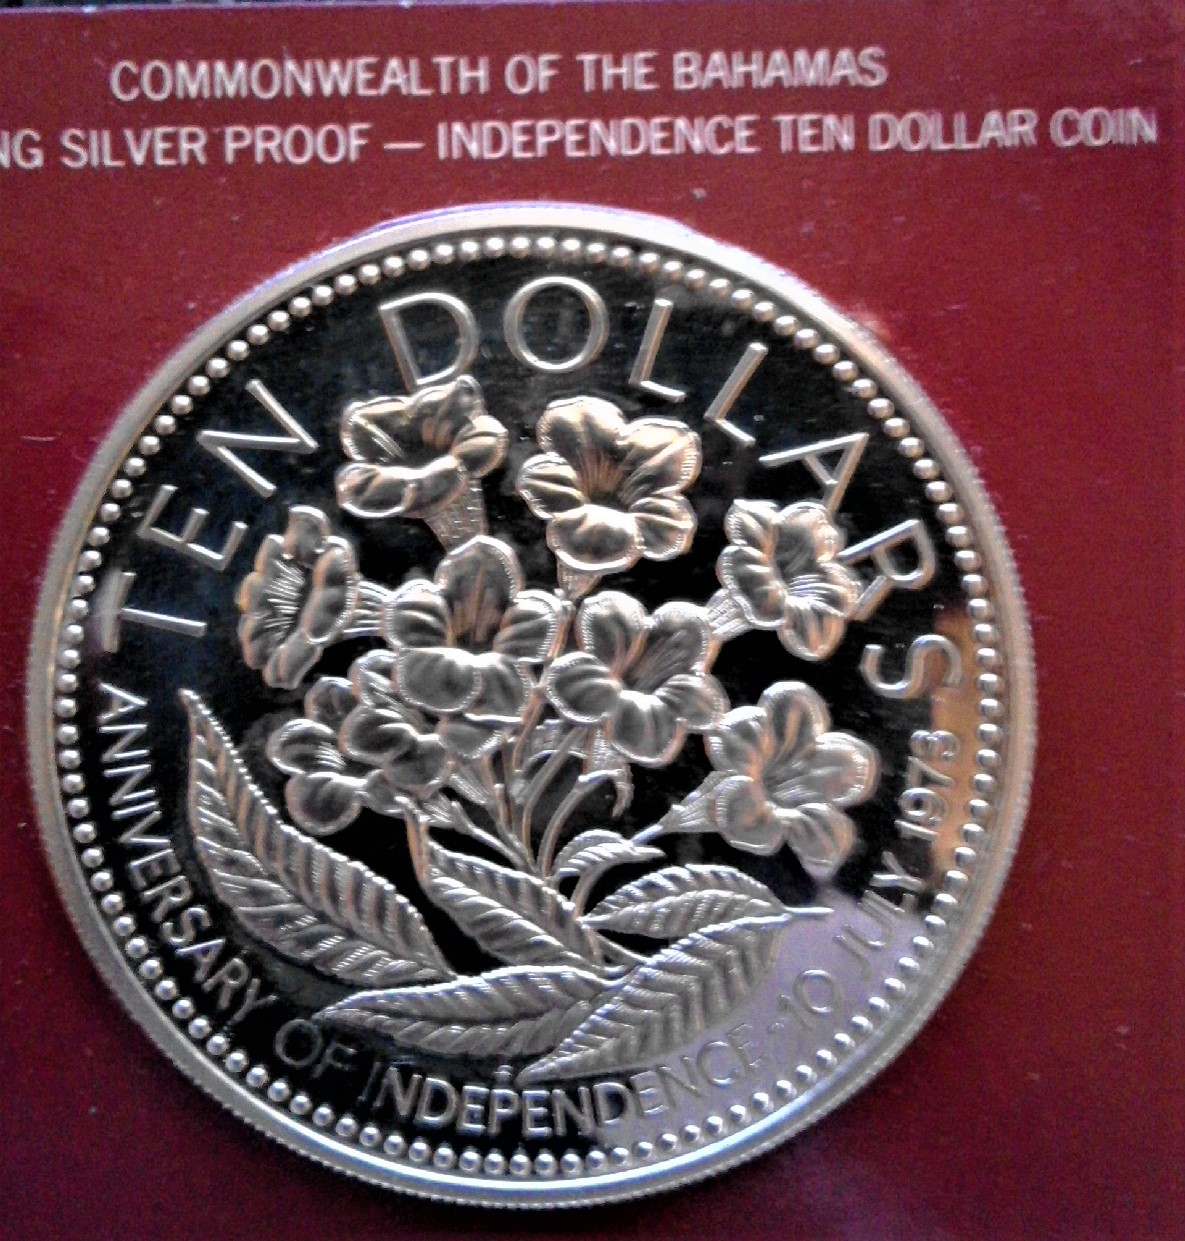 COMMONWEALTH OF THE BAHAMAS
NG SILVER PROOF — INDEPENDENCE TEN DOLLAR COIN
TEN DOLLARS
ANNIVERSARY OF INDEPENDENCE-10 JULY 1973